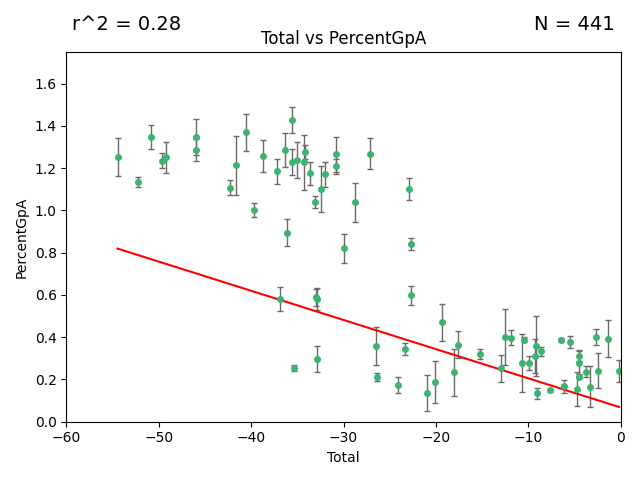 r^2 = 0.28 N = 441
Total vs PercentGpA
1.6
1.4
1.2
1.0
0.8
0.6
0.4
0.2
0.0
PercentGpA
−60 −50 −40 −30 −20 −10 0
Total